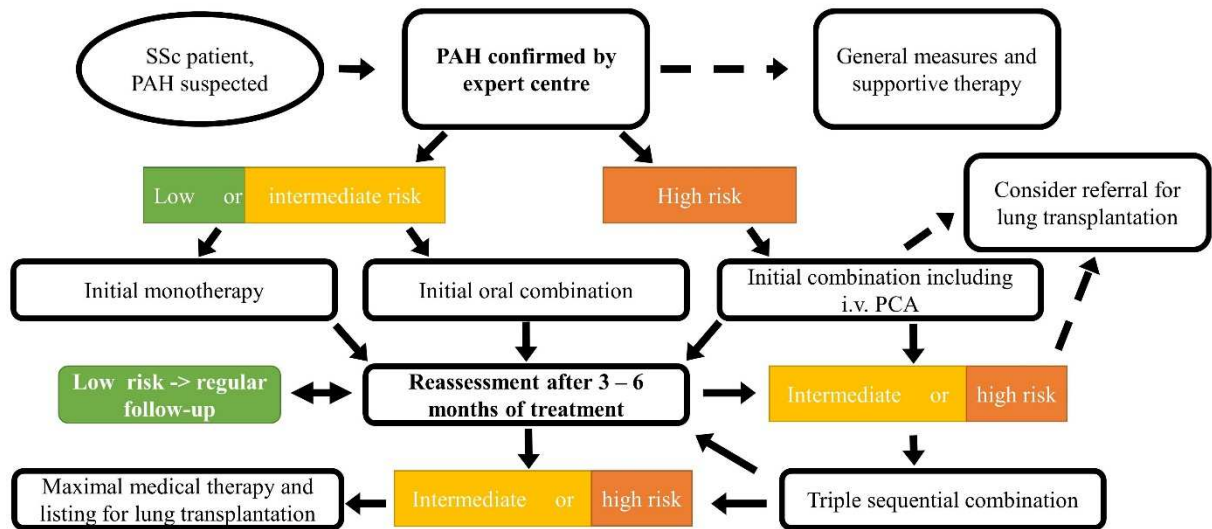 SSc patient,
PAH suspected
PAH confirmed by
expert centre
General measures and
supportive therapy
Low or intermediate risk
High risk
Consider referral for
lung transplantation
Initial monotherapy
Initial oral combination
Initial combination including
i.v. PCA
Low risk -> regular
follow-up
Reassessment after 3 – 6
months of treatment
Intermediate or high risk
Maximal medical therapy and
listing for lung transplantation
Intermediate or high risk
Triple sequential combination